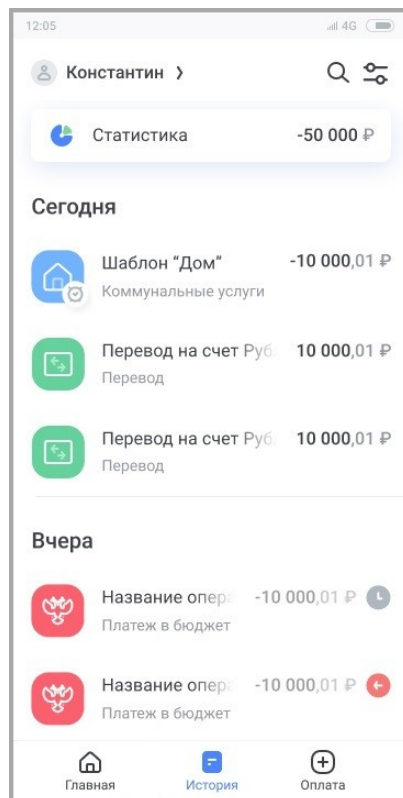 12:05 4G
Константин
Статистика -50 000 ₽
Сегодня
Шаблон “Дом” -10 000,01 ₽
Коммунальные услуги
Перевод на счет Руб 10 000,01 ₽
Перевод
Перевод на счет Руб 10 000,01 ₽
Перевод
Вчера
Название опер -10 000,01 ₽
Платеж в бюджет
Название опер -10 000,01 ₽
Платеж в бюджет
Главная История Оплата